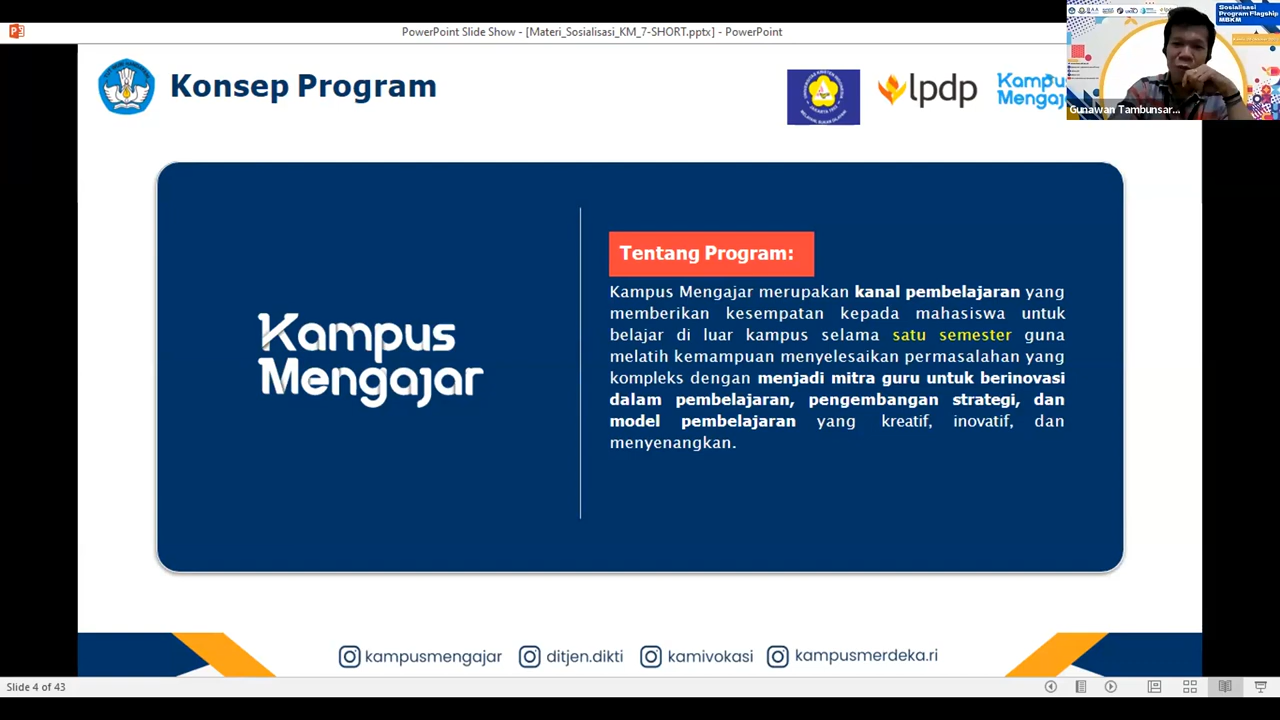 PowerPoint Slide Show - [Materi_Sosialisasi_KM_7-SHORT.pptx] - PowerPoint
Sosialisasi
Program Flagship
MBKM
Gunawan Tambunsar...
Konsep Program
lpdp
Kampu
Mengaj
Kampus
Mengajar
Tentang Program:
Kampus Mengajar merupakan kanal pembelajaran yang
memberikan kesempatan kepada mahasiswa untuk
belajar di luar kampus selama satu semester guna
melatih kemampuan menyelesaikan permasalahan yang
kompleks dengan menjadi mitra guru untuk berinovasi
dalam pembelajaran, pengembangan strategi, dan
model pembelajaran yang kreatif, inovatif, dan
menyenangkan.
kampusmengajar
ditjen.dikti
kamivokasi
kampusmerdeka.ri
Slide 4 of 43